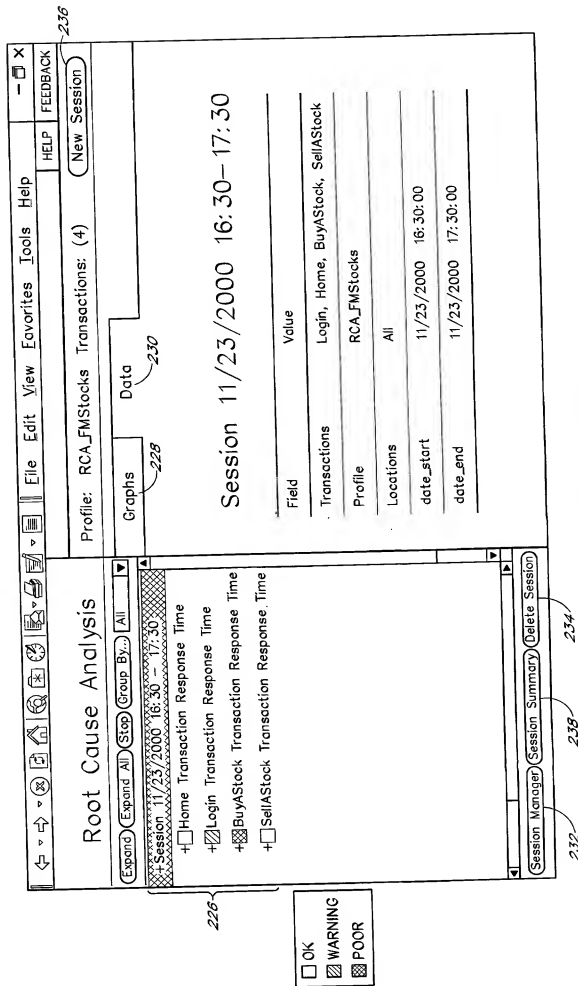 File Edit View Favorites Tools Help
HELP FEEDBACK
Root Cause Analysis
Expand Expand All Stop Group By... All
+Session 11/23/2000 16:30 - 17:30
+ Home Transaction Response Time
+ Login Transaction Response Time
+ BuyAStock Transaction Response Time
+ SellAStock Transaction Response Time
Session Manager Session Summary Delete Session
Profile: RCA_FMStocks Transactions: (4) New Session
Graphs Data
Session 11/23/2000 16:30-17:30
Field Value
Transactions Login, Home, BuyAStock, SellAStock
Profile RCA_FMStocks
Locations All
date_start 11/23/2000 16:30:00
date_end 11/23/2000 17:30:00
OK
WARNING
POOR
226
228
230
232
238
234
236